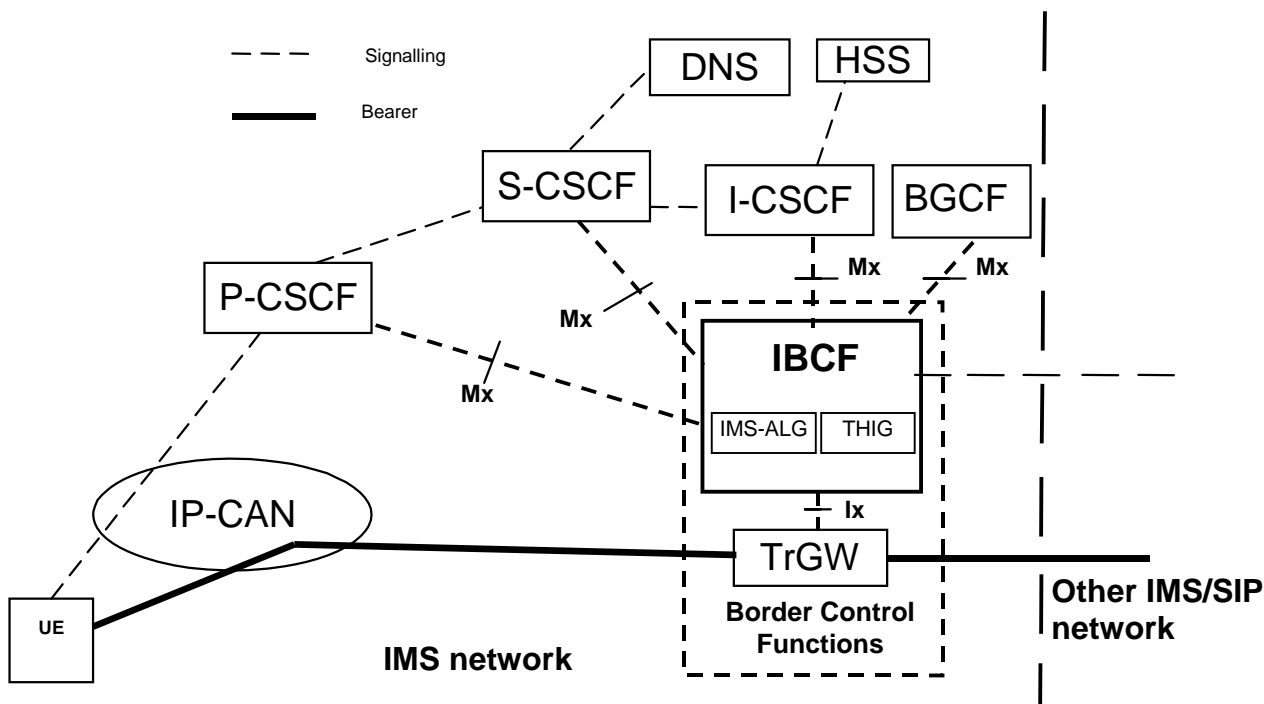 Signalling
Bearer
DNS
HSS
S-CSCF
I-CSCF
BGCF
P-CSCF
Mx
Mx
Mx
Mx
IBCF
IMS-ALG
THIG
IP-CAN
Ix
TrGW
UE
Border Control
Functions
Other IMS/SIP
network
IMS network